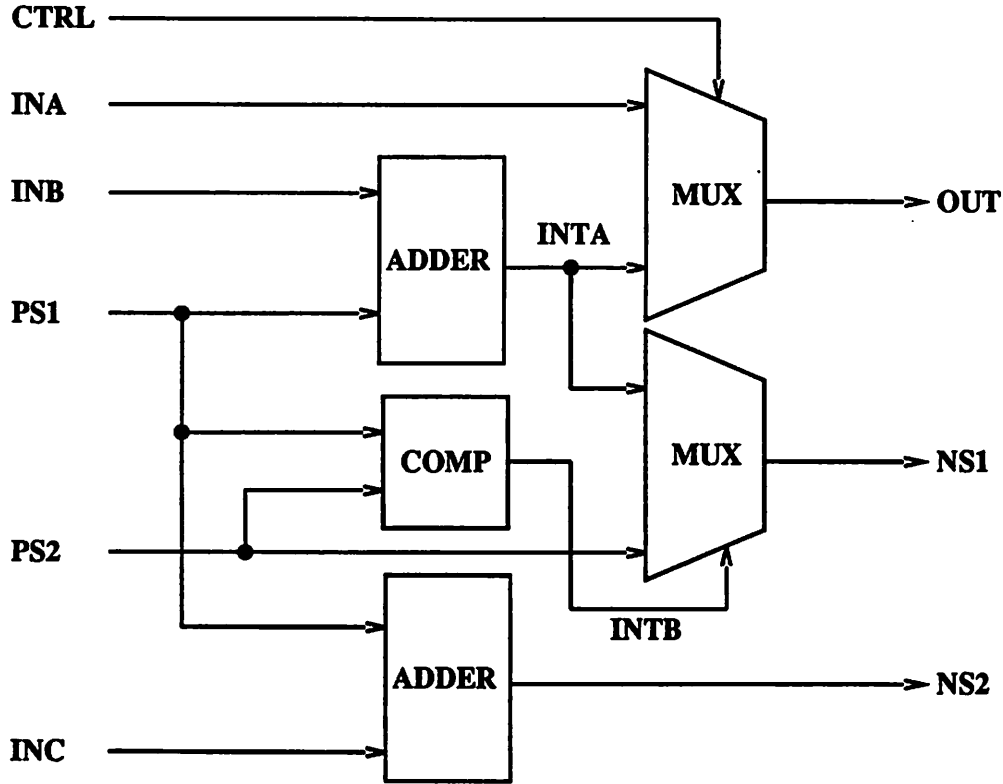 CTRL
INA
INB
ADDER
INTA
MUX
OUT
PS1
COMP
MUX
NS1
PS2
INTB
ADDER
NS2
INC